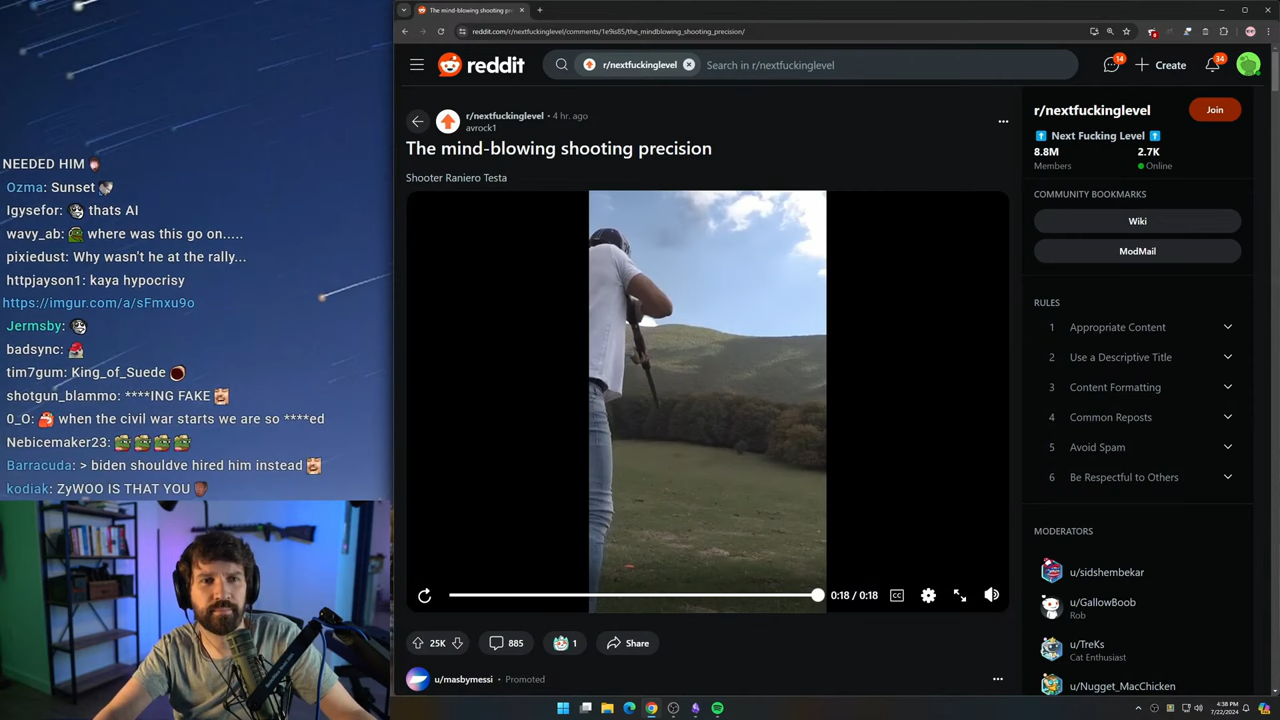 NEEDED HIM
Ozma: Sunset
Igysefor: thats AI
wavy_ab: where was this go on.....
pixiedust: Why wasn't he at the rally...
httpjayson1: kaya hypocrisy
https://imgur.com/a/sFmxu9o
Jermsby:
badsync:
tim7gum: King_of_Suede
shotgun_blammo: ****ING FAKE
0_O: when the civil war starts we are so ****ed
Nebicemaker23:
Barracuda: > biden shouldve hired him instead
kodiak: ZyWOO IS THAT YOU
The mind-blowing shooting pre
reddit.com/r/nextfuckinglevel/comments/1e9is85/the_mindblowing_shooting_precision/
reddit
r/nextfuckinglevel
Search in r/nextfuckinglevel
14
Create
34
r/nextfuckinglevel • 4 hr. ago
avrock1
The mind-blowing shooting precision
Shooter Raniero Testa
0:18 / 0:18
CC
25K
885
1
Share
u/masbymessi • Promoted
r/nextfuckinglevel
Join
Next Fucking Level
8.8M
2.7K
Members
Online
COMMUNITY BOOKMARKS
Wiki
ModMail
RULES
1 Appropriate Content
2 Use a Descriptive Title
3 Content Formatting
4 Common Reposts
5 Avoid Spam
6 Be Respectful to Others
MODERATORS
u/sidshembekar
u/GallowBoob
Rob
u/TreKs
Cat Enthusiast
u/Nugget_MacChicken
4:38 PM
7/22/2024